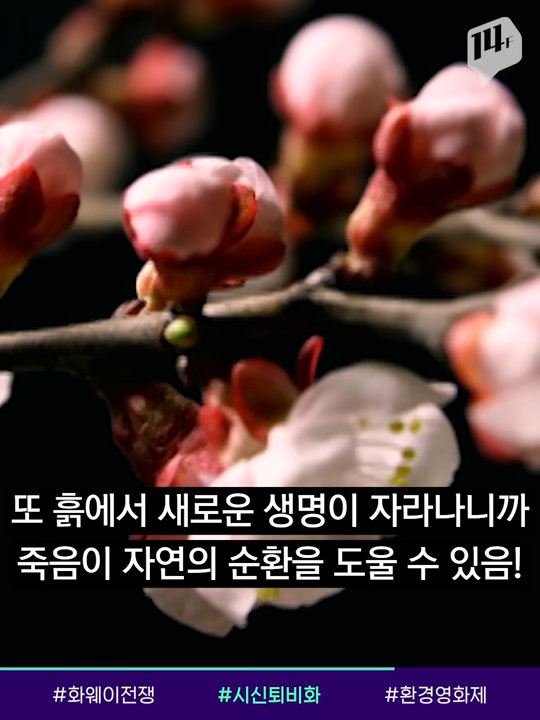 14F
또 흙에서 새로운 생명이 자라나니까
죽음이 자연의 순환을 도울 수 있음!
#화웨이전쟁 #시신퇴비화 #환경영화제